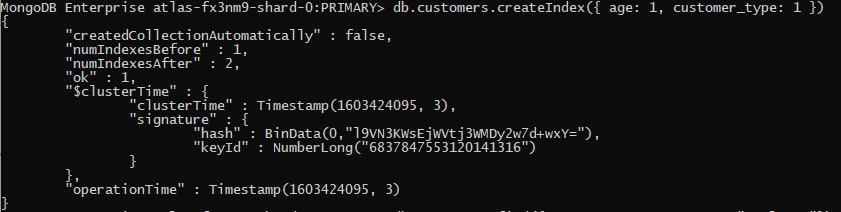 MongoDB Enterprise atlas-fx3nm9-shard-0:PRIMARY> db.customers.createIndex({ age: 1, customer_type: 1 })
{
        "createdCollectionAutomatically" : false,
        "numIndexesBefore" : 1,
        "numIndexesAfter" : 2,
        "ok" : 1,
        "$clusterTime" : {
                "clusterTime" : Timestamp(1603424095, 3),
                "signature" : {
                        "hash" : BinData(0,"l9VN3KWsEjWVtj3WMDy2w7d+wxY="),
                        "keyId" : NumberLong("6837847553120141316")
                }
        },
        "operationTime" : Timestamp(1603424095, 3)
}